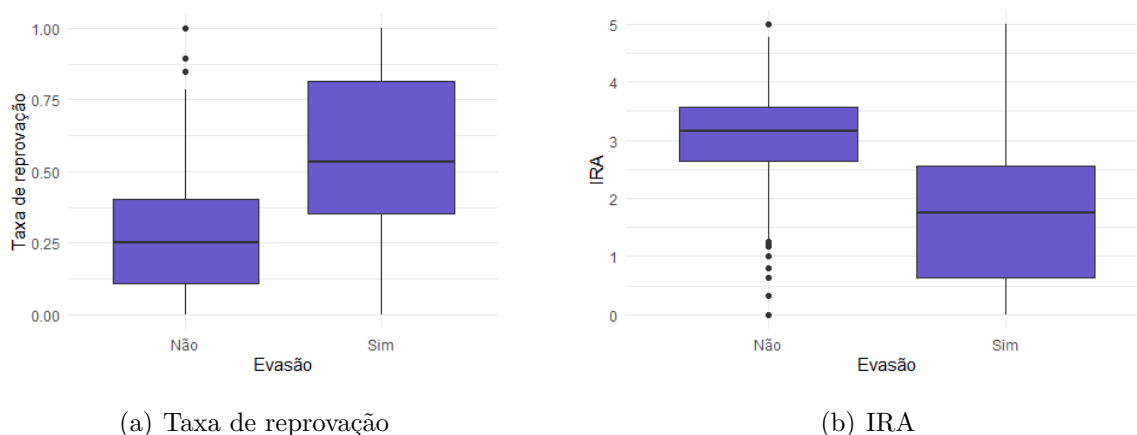 1.00
0.75
0.50
0.25
0.00
Taxa de reprovação
Não Sim
Evasão
(a) Taxa de reprovação
5
4
3
2
1
0
IRA
Não Sim
Evasão
(b) IRA